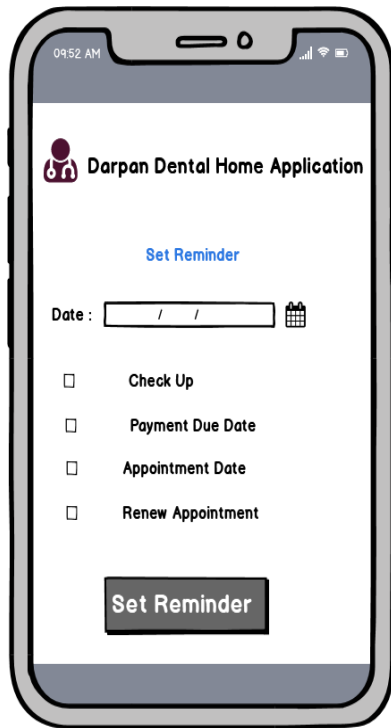 09:52 AM
Darpan Dental Home Application
Set Reminder
Date : / /
Check Up
Payment Due Date
Appointment Date
Renew Appointment
Set Reminder